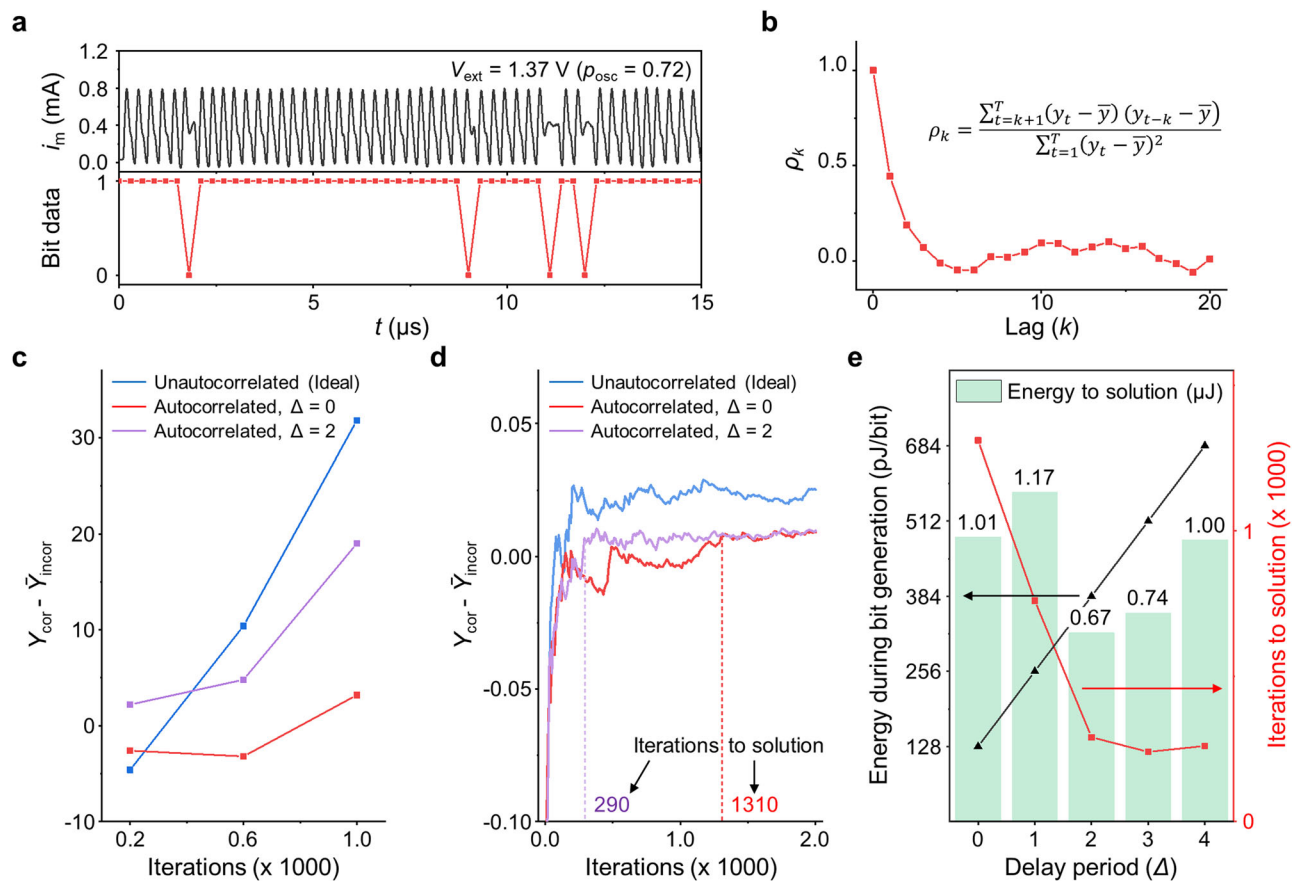 a
1.2
0.8
0.4
0.0
i_m (mA)
V_ext = 1.37 V (p_osc = 0.72)
1
0
Bit data
0 5 10 15
t (μs)
b
1.0
0.5
0.0
ρ_k
ρ_k = ∑_{t=k+1}^{T}(y_t − ȳ) (y_{t−k} − ȳ) / ∑_{t=1}^{T}(y_t − ȳ)²
0 10 20
Lag (k)
c
Unautocorrelated (Ideal)
Autocorrelated, Δ = 0
Autocorrelated, Δ = 2
30
20
10
0
-10
Y_cor - Ȳ_incor
0.2 0.6 1.0
Iterations (x 1000)
d
Unautocorrelated (Ideal)
Autocorrelated, Δ = 0
Autocorrelated, Δ = 2
0.05
0.00
-0.05
-0.10
Y_cor - Ȳ_incor
Iterations to solution
290 1310
0.0 1.0 2.0
Iterations (x 1000)
e
Energy to solution (μJ)
684
512
384
256
128
Energy during bit generation (pJ/bit)
1.01 1.17 0.67 0.74 1.00
1
0
Iterations to solution (x 1000)
0 1 2 3 4
Delay period (Δ)